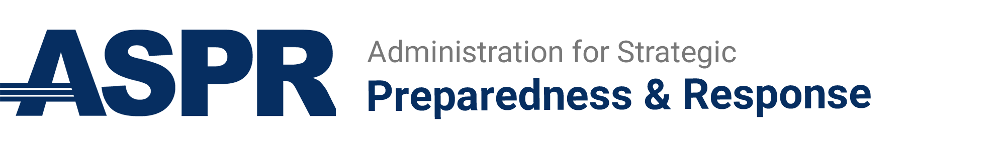 ASPR
Administration for Strategic
Preparedness & Response